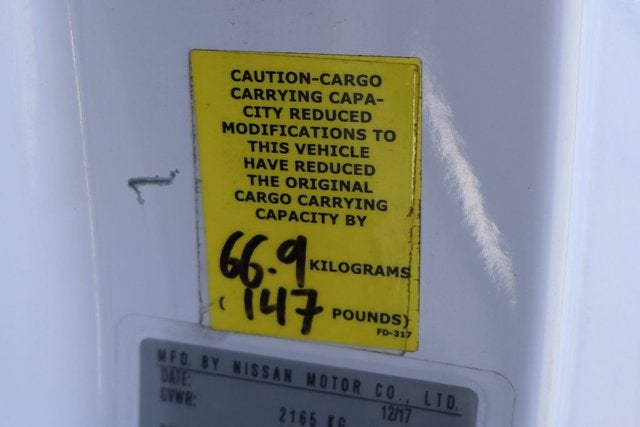 CAUTION-CARGO
CARRYING CAPA-
CITY REDUCED
MODIFICATIONS TO
THIS VEHICLE
HAVE REDUCED
THE ORIGINAL
CARGO CARRYING
CAPACITY BY
66.9 KILOGRAMS
( 147 POUNDS)
FD-317
MFD. BY NISSAN MOTOR CO., LTD.
DATE: 12/17
GVWR: 2165 KG